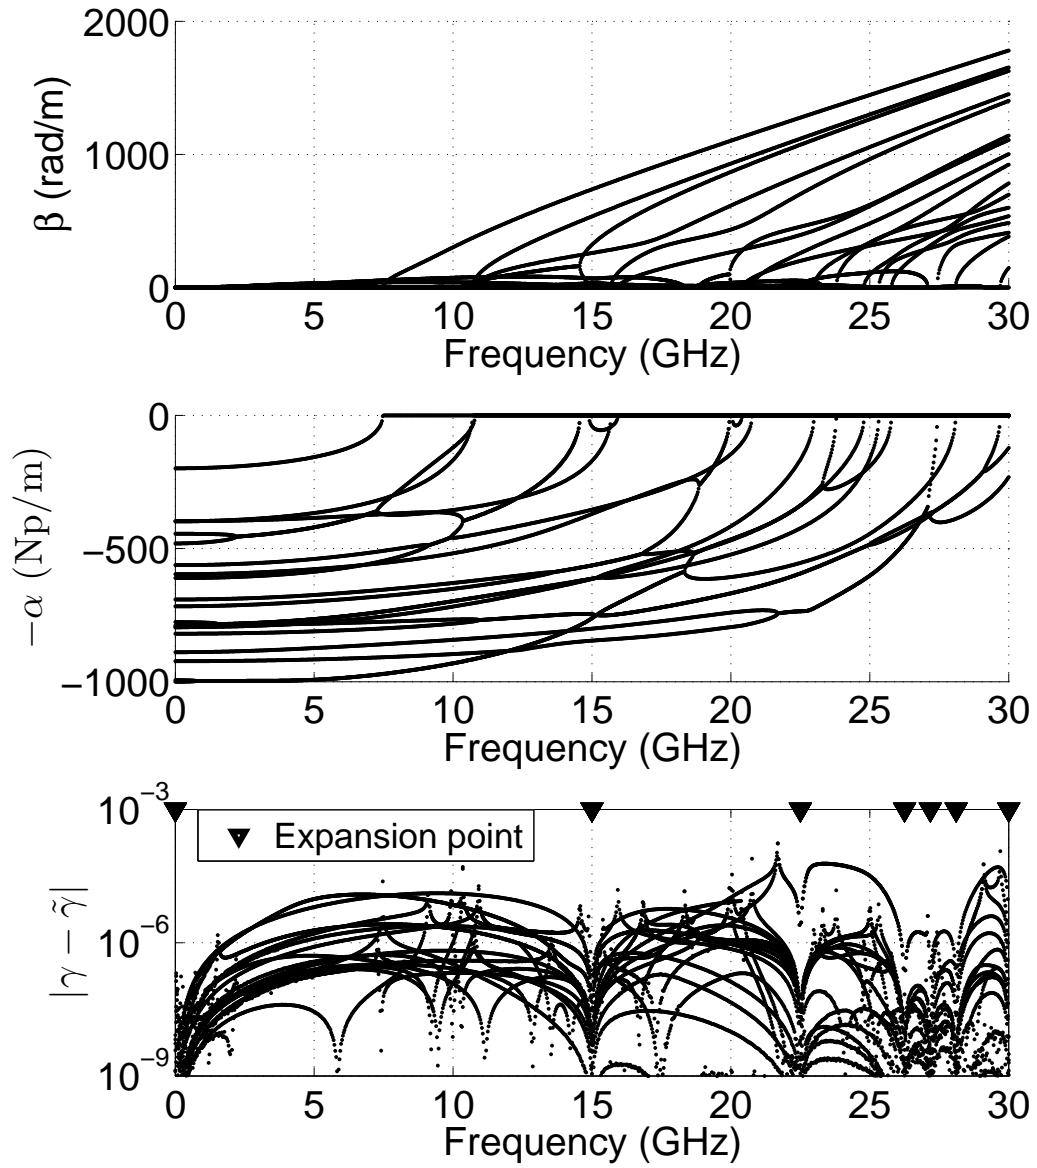 2000
1000
0
β (rad/m)
0 5 10 15 20 25 30
Frequency (GHz)
0
−500
−1000
−α (Np/m)
0 5 10 15 20 25 30
Frequency (GHz)
10⁻³
10⁻⁶
10⁻⁹
|γ − γ̃|
Expansion point
0 5 10 15 20 25 30
Frequency (GHz)